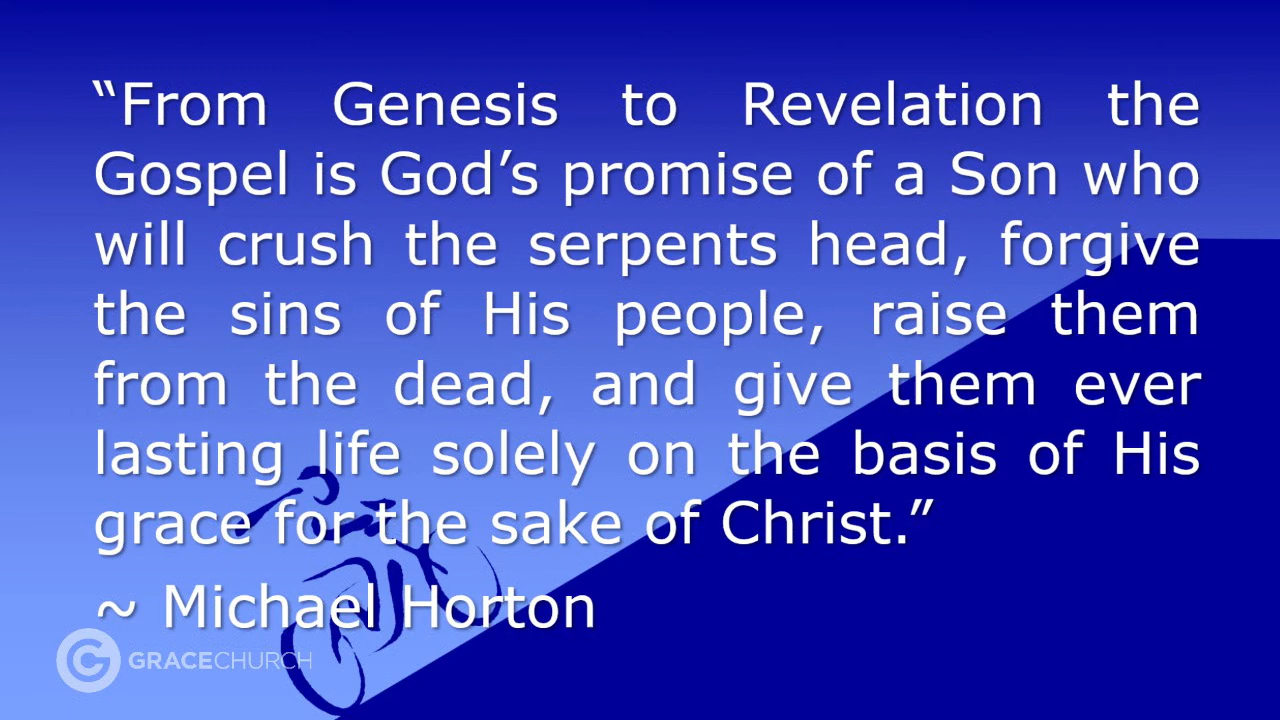 “From Genesis to Revelation the
Gospel is God’s promise of a Son who
will crush the serpents head, forgive
the sins of His people, raise them
from the dead, and give them ever
lasting life solely on the basis of His
grace for the sake of Christ.”
~ Michael Horton
GRACECHURCH